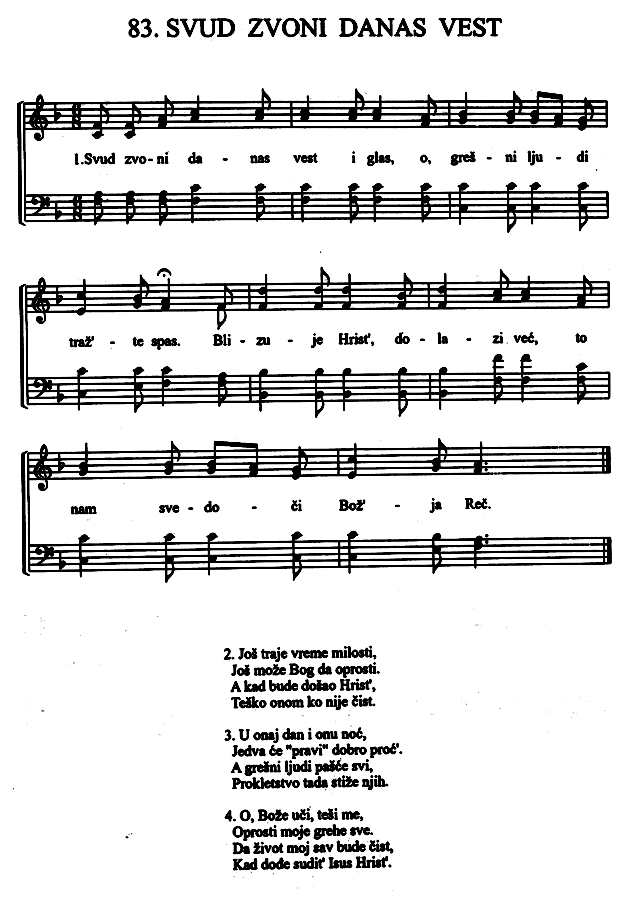 83. SVUD ZVONI DANAS VEST
1.Svud zvo-ni da - nas vest i glas, o, greš - ni lju - di
traž' - te spas. Bli - zu - je Hrist', do - la - zi već, to
nam sve - do - či Bož' - ja Reč.
2. Još traje vreme milosti,
Još može Bog da oprosti.
A kad bude došao Hrist',
Teško onom ko nije čist.
3. U onaj dan i onu noć,
Jedva će "pravi" dobro proć'.
A grešni ljudi pašće svi,
Prokletstvo tada stiže njih.
4. O, Bože uči, teši me,
Oprosti moje grehe sve.
Da život moj sav bude čist,
Kad dođe sudit' Isus Hrist'.